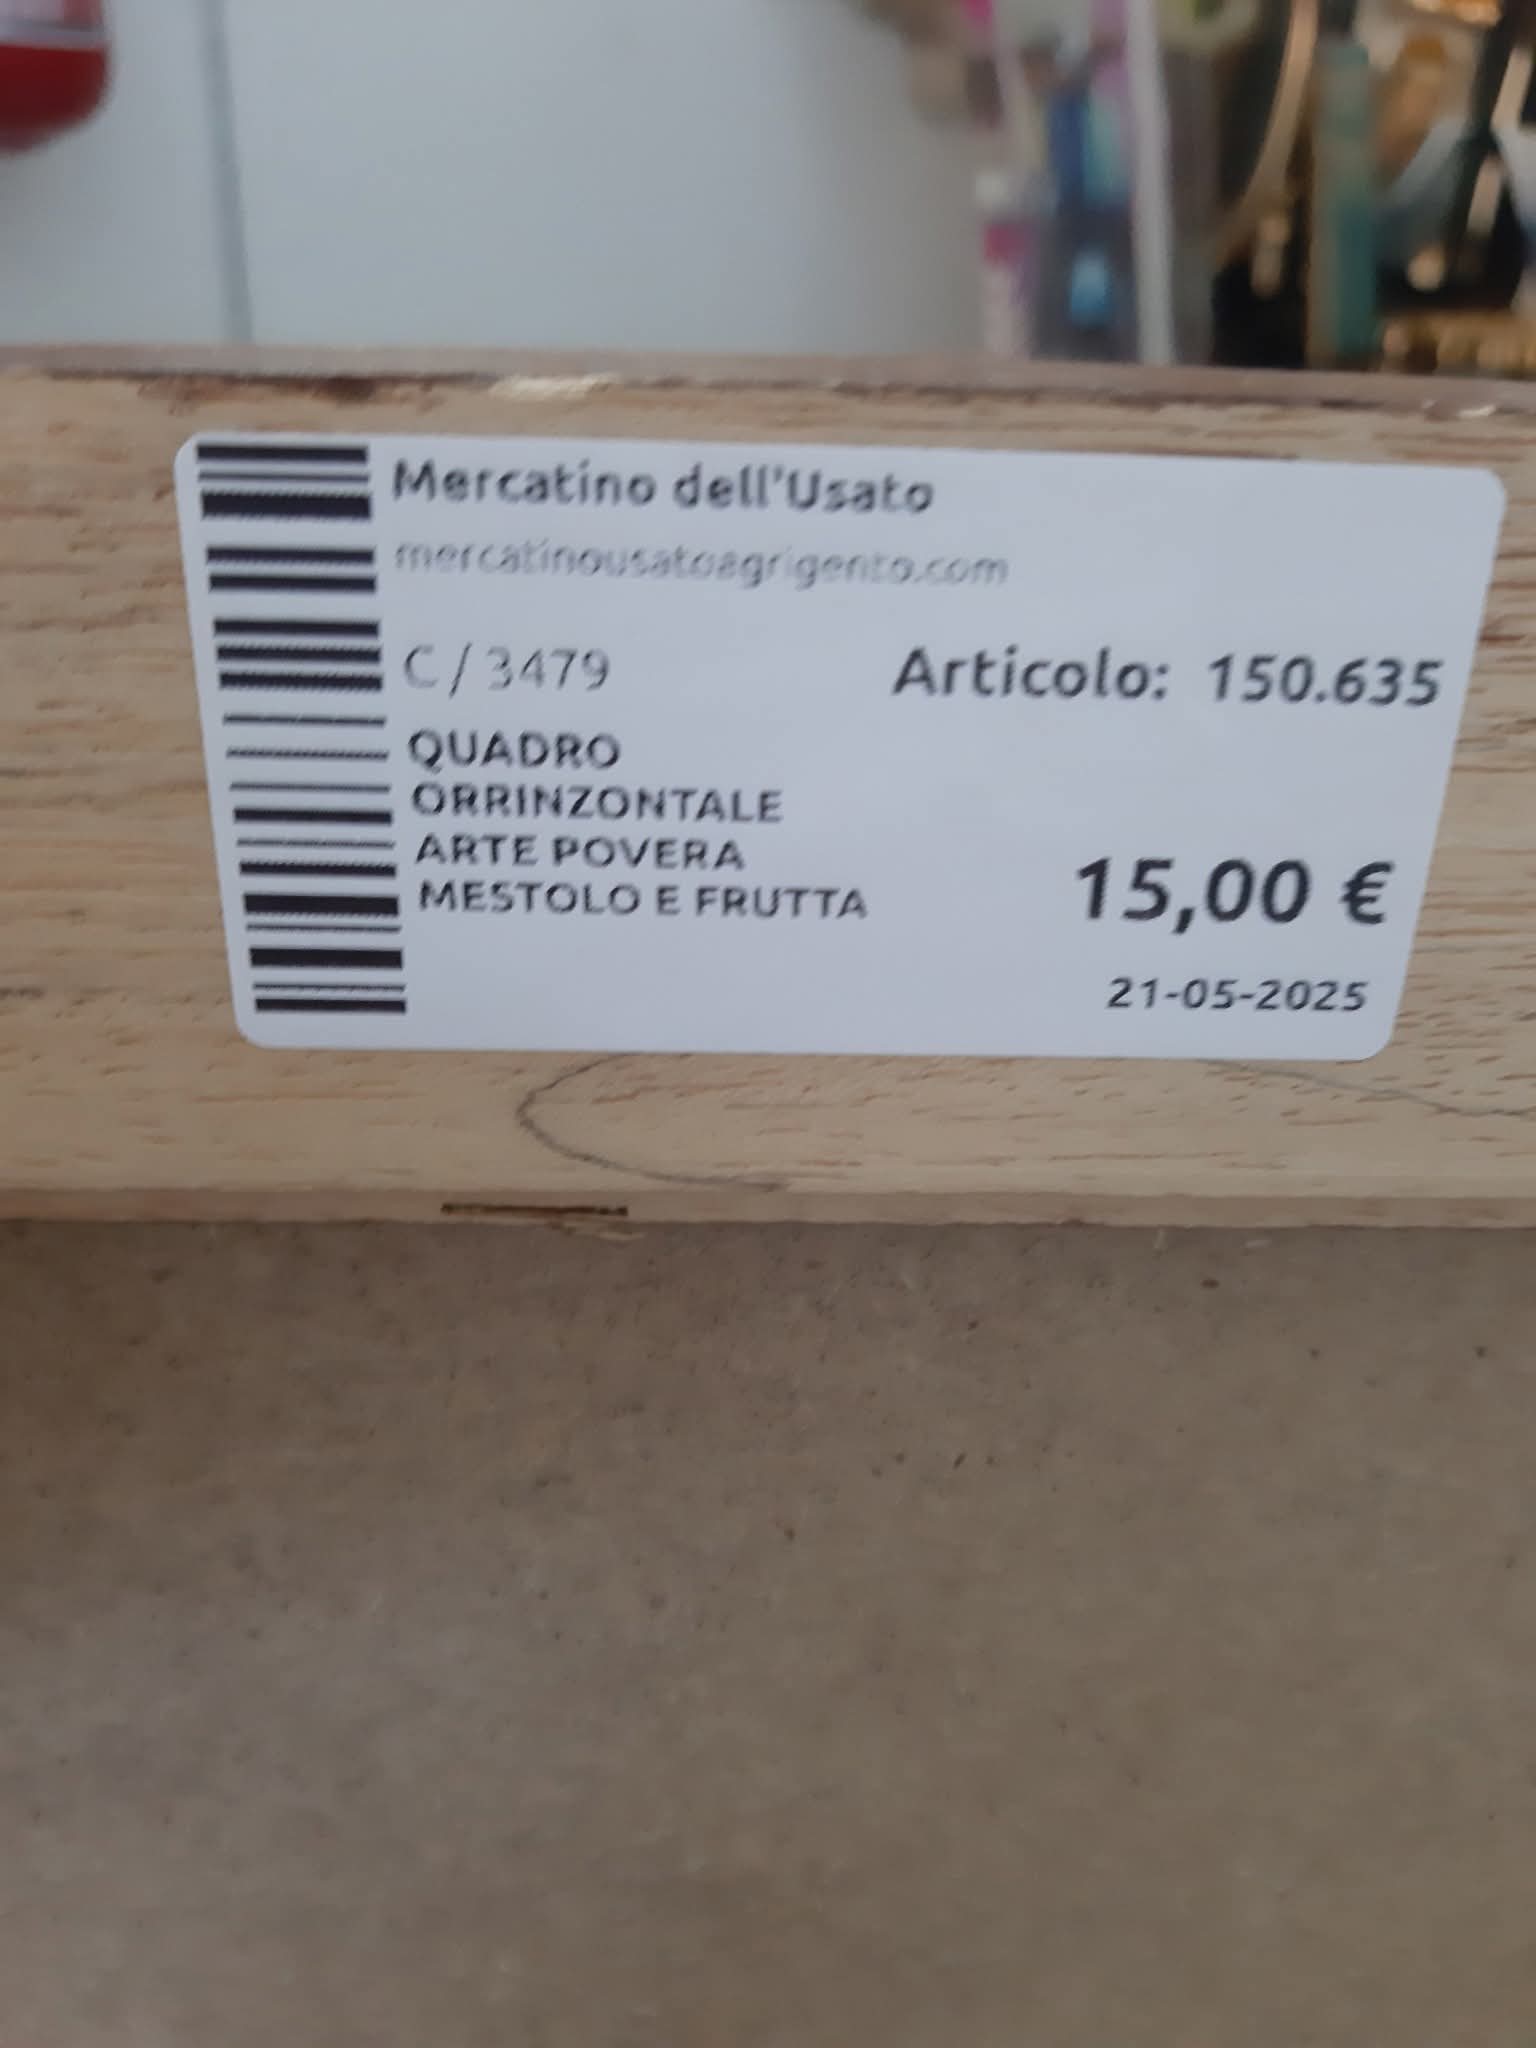 Mercatino dell'Usato
mercatinousatoagrigento.com
C/3479
Articolo: 150.635
QUADRO
ORRINZONTALE
ARTE POVERA
MESTOLO E FRUTTA
15,00 €
21-05-2025